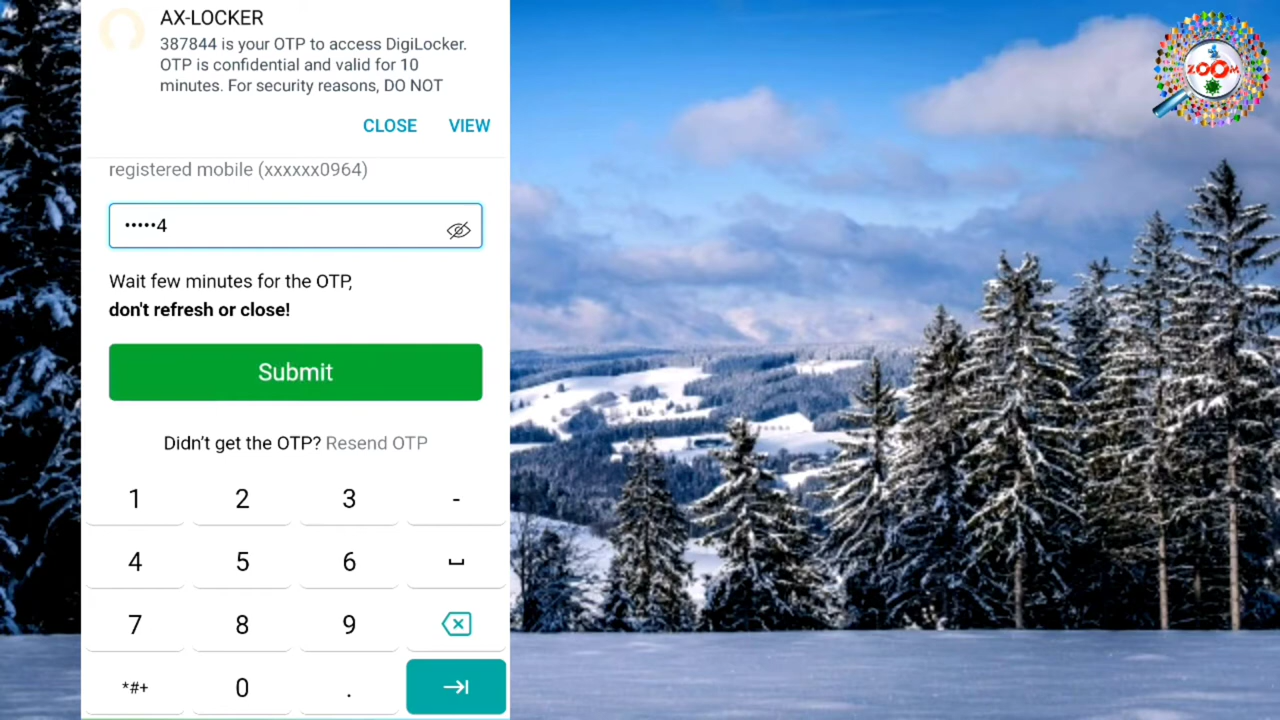 AX-LOCKER
387844 is your OTP to access DigiLocker.
OTP is confidential and valid for 10
minutes. For security reasons, DO NOT
CLOSE VIEW
registered mobile (xxxxxx0964)
•••••4
Wait few minutes for the OTP,
don't refresh or close!
Submit
Didn't get the OTP? Resend OTP
1 2 3 -
4 5 6
7 8 9
*#+ 0 .
ZOOM